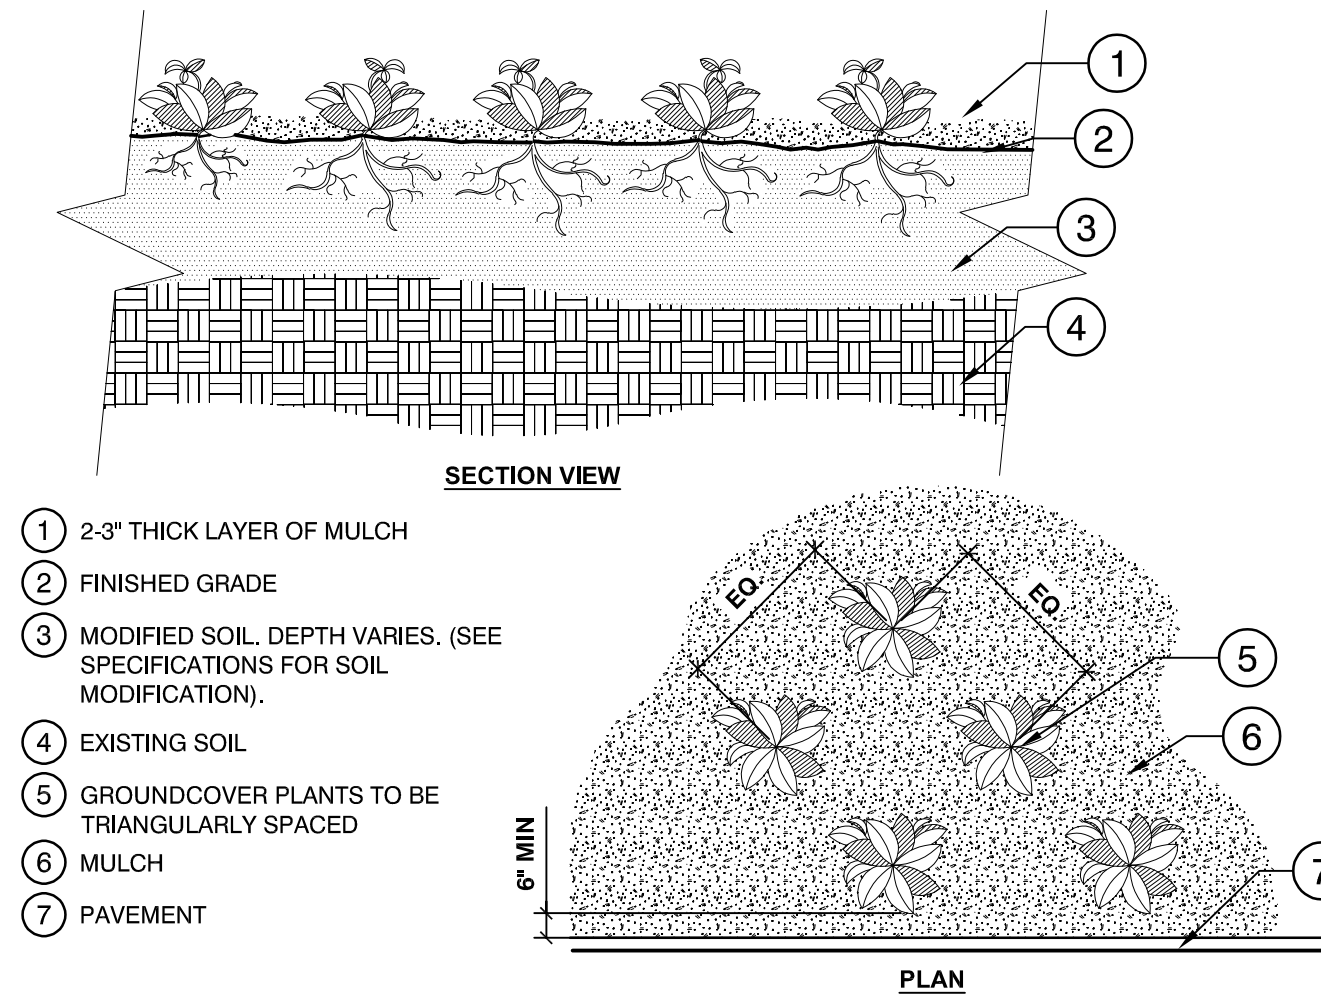 1
2
3
4
SECTION VIEW
1 2-3" THICK LAYER OF MULCH
2 FINISHED GRADE
3 MODIFIED SOIL. DEPTH VARIES. (SEE
SPECIFICATIONS FOR SOIL
MODIFICATION).
4 EXISTING SOIL
5 GROUNDCOVER PLANTS TO BE
TRIANGULARLY SPACED
6 MULCH
7 PAVEMENT
EQ.
EQ
5
6
6" MIN
7
PLAN